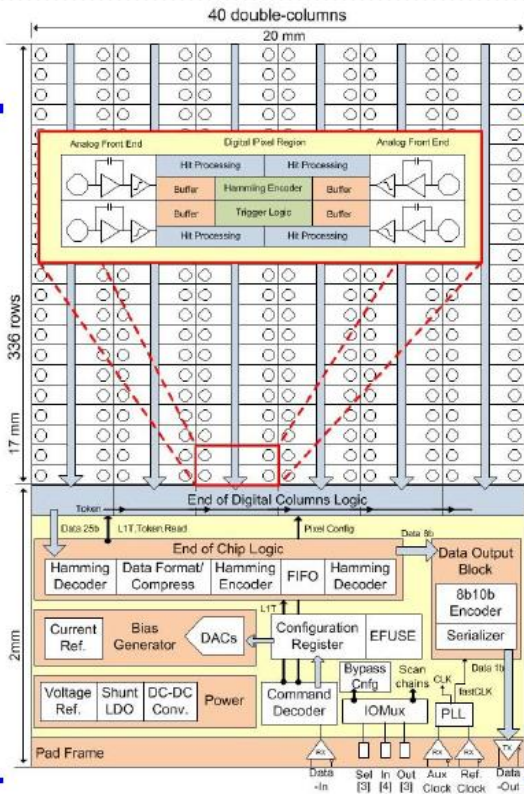 40 double-columns
20 mm
336 rows
17 mm
Analog Front End
Digital Pixel Region
Analog Front End
Hit Processing
Hit Processing
Buffer
Hamming Encoder
Buffer
Buffer
Trigger Logic
Buffer
Hit Processing
Hit Processing
2mm
End of Digital Columns Logic
Token
Data 25b
L1T,Token,Read
Pixel Config
Data 8b
End of Chip Logic
Hamming Decoder
Data Format/ Compress
Hamming Encoder
FIFO
Hamming Decoder
Data Output Block
8b10b Encoder
Serializer
L1T
Current Ref.
Bias Generator
DACs
Configuration Register
EFUSE
Data 1b
Voltage Ref.
Shunt LDO
DC-DC Conv.
Power
Command Decoder
Bypass Cnfg
Scan chains
IOMux
CLK
fastCLK
PLL
Pad Frame
RX
RX
RX
TX
Data -In
Sel [3]
In [4]
Out [3]
Aux Clock
Ref. Clock
Data -Out